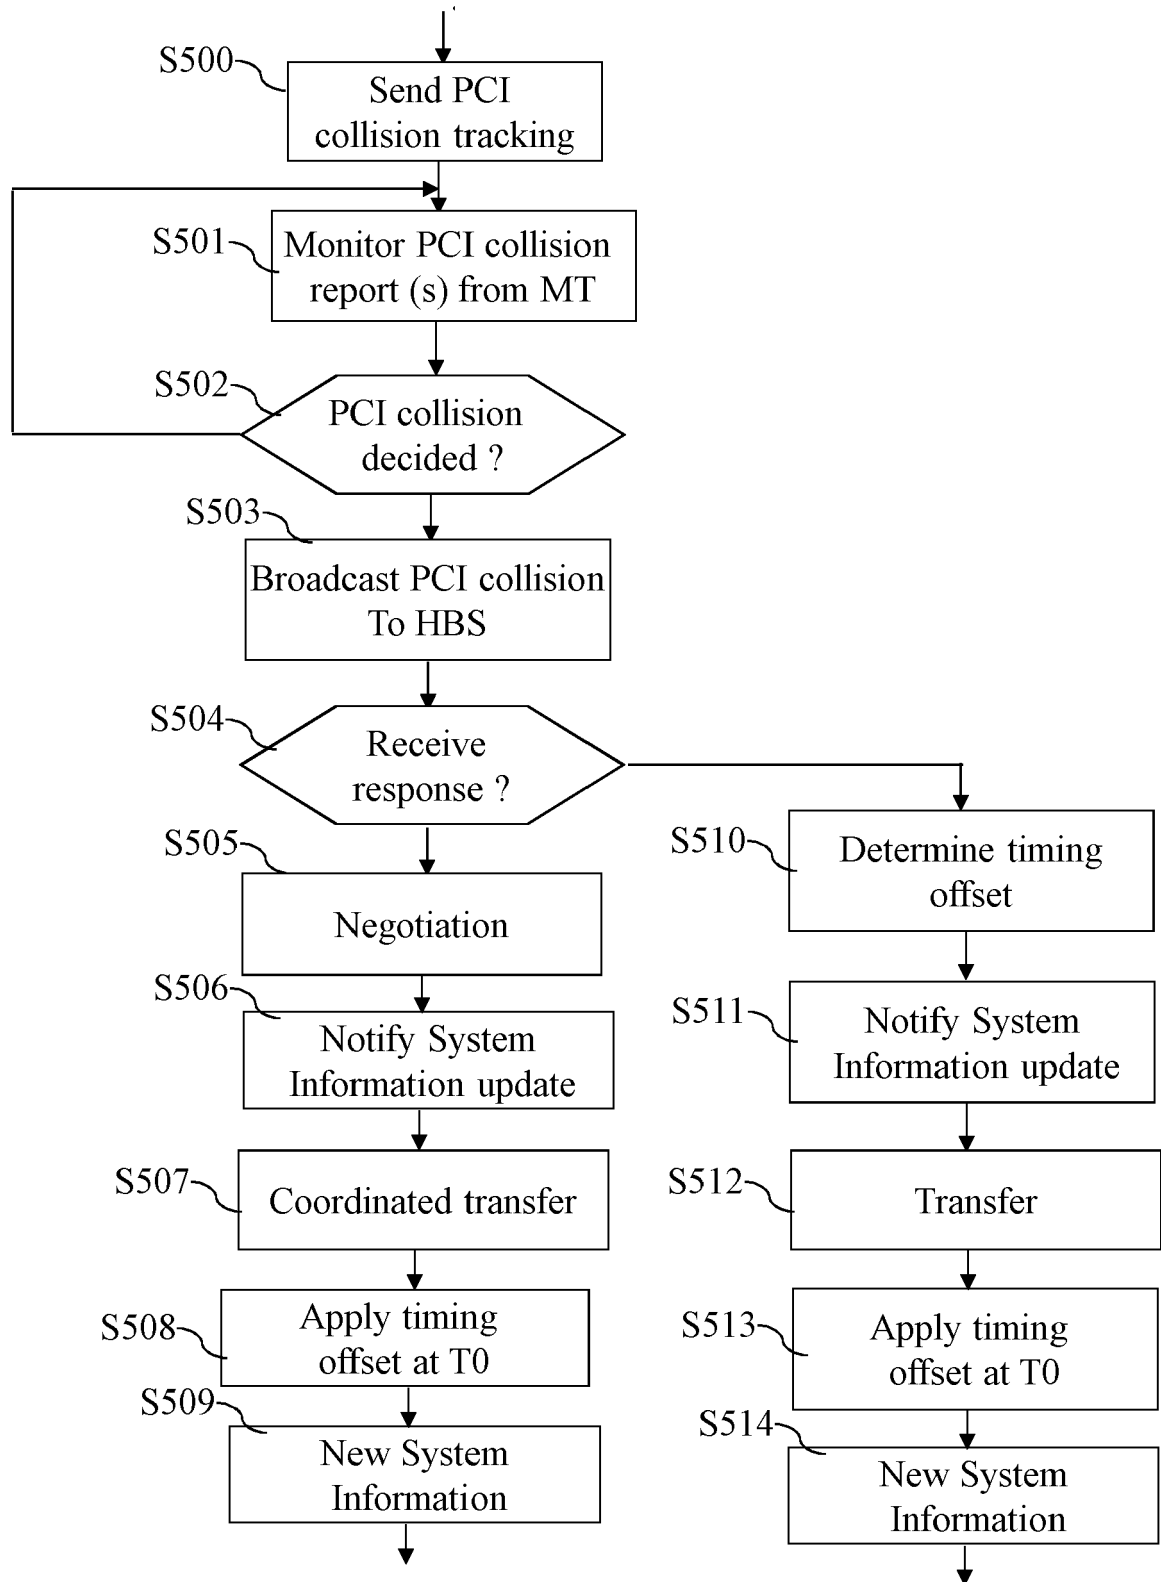 S500
Send PCI
collision tracking
S501
Monitor PCI collision
report (s) from MT
S502
PCI collision
decided ?
S503
Broadcast PCI collision
To HBS
S504
Receive
response ?
S505
Negotiation
S506
Notify System
Information update
S507
Coordinated transfer
S508
Apply timing
offset at T0
S509
New System
Information
S510
Determine timing
offset
S511
Notify System
Information update
S512
Transfer
S513
Apply timing
offset at T0
S514
New System
Information